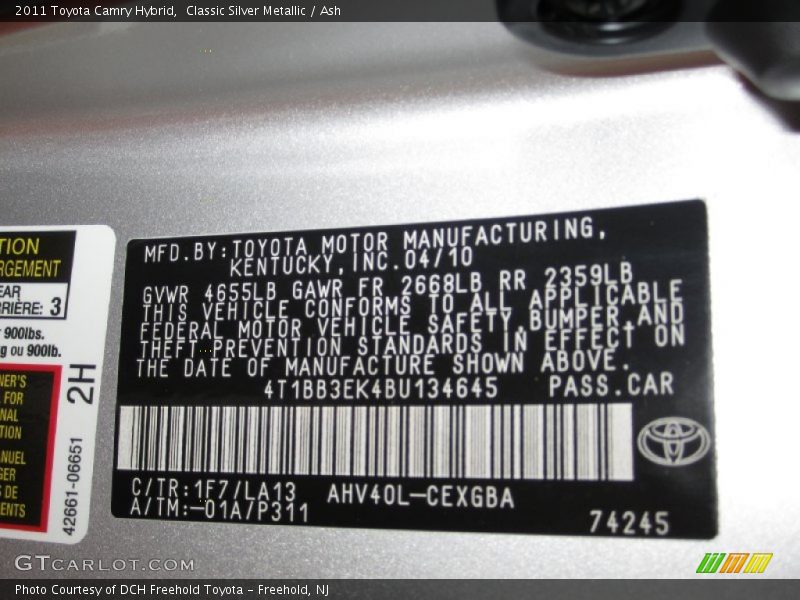 2011 Toyota Camry Hybrid, Classic Silver Metallic / Ash
MFD.BY:TOYOTA MOTOR MANUFACTURING,
KENTUCKY,INC.04/10
GVWR 4655LB GAWR FR 2668LB RR 2359LB
THIS VEHICLE CONFORMS TO ALL APPLICABLE
FEDERAL MOTOR VEHICLE SAFETY,BUMPER,AND
THEFT PREVENTION STANDARDS IN EFFECT ON
THE DATE OF MANUFACTURE SHOWN ABOVE.
4T1BB3EK4BU134645 PASS.CAR
C/TR:1F7/LA13 AHV40L-CEXGBA
A/TM:-01A/P311
74245
TION
RGEMENT
EAR
RRIÈRE: 3
900lbs.
g ou 900lb.
2H
NER'S
FOR
NAL
TION
ANUEL
GER
S DE
ENTS
42661-06651
GTCARLOT.COM
Photo Courtesy of DCH Freehold Toyota - Freehold, NJ